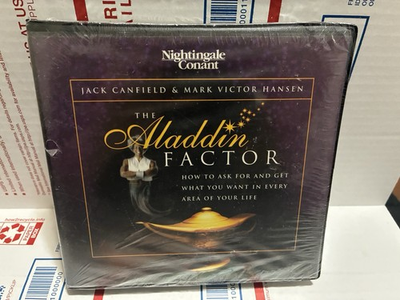 Nightingale
Conant
JACK CANFIELD & MARK VICTOR HANSEN
THE
Aladdin
FACTOR
HOW TO ASK FOR AND GET
WHAT YOU WANT IN EVERY
AREA OF YOUR LIFE